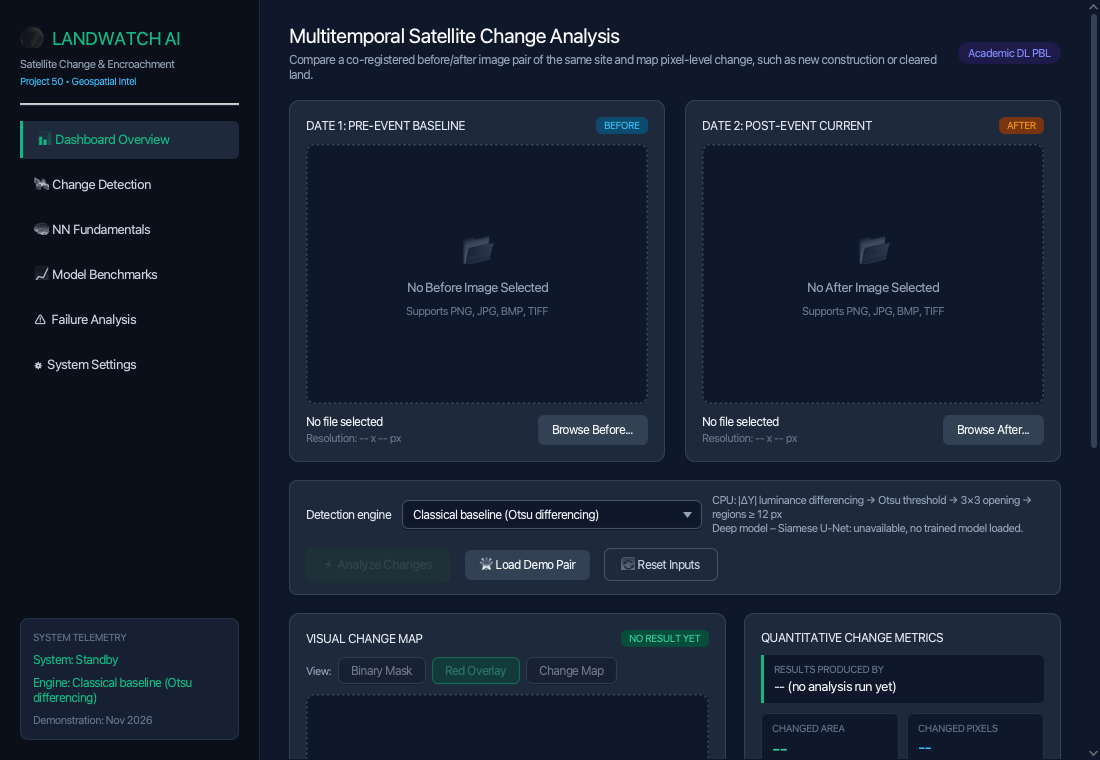 LANDWATCH AI
Satellite Change & Encroachment
Project 50 • Geospatial Intel
Dashboard Overview
Change Detection
NN Fundamentals
Model Benchmarks
Failure Analysis
System Settings
SYSTEM TELEMETRY
System: Standby
Engine: Classical baseline (Otsu
differencing)
Demonstration: Nov 2026
Multitemporal Satellite Change Analysis
Compare a co-registered before/after image pair of the same site and map pixel-level change, such as new construction or cleared
land.
Academic DL PBL
DATE 1: PRE-EVENT BASELINE
BEFORE
No Before Image Selected
Supports PNG, JPG, BMP, TIFF
No file selected
Resolution: -- x -- px
Browse Before...
DATE 2: POST-EVENT CURRENT
AFTER
No After Image Selected
Supports PNG, JPG, BMP, TIFF
No file selected
Resolution: -- x -- px
Browse After...
Detection engine
Classical baseline (Otsu differencing)
CPU: |ΔY| luminance differencing → Otsu threshold → 3×3 opening →
regions ≥ 12 px
Deep model – Siamese U-Net: unavailable, no trained model loaded.
⚡ Analyze Changes
Load Demo Pair
Reset Inputs
VISUAL CHANGE MAP
NO RESULT YET
View:
Binary Mask
Red Overlay
Change Map
QUANTITATIVE CHANGE METRICS
RESULTS PRODUCED BY
-- (no analysis run yet)
CHANGED AREA
--
CHANGED PIXELS
--